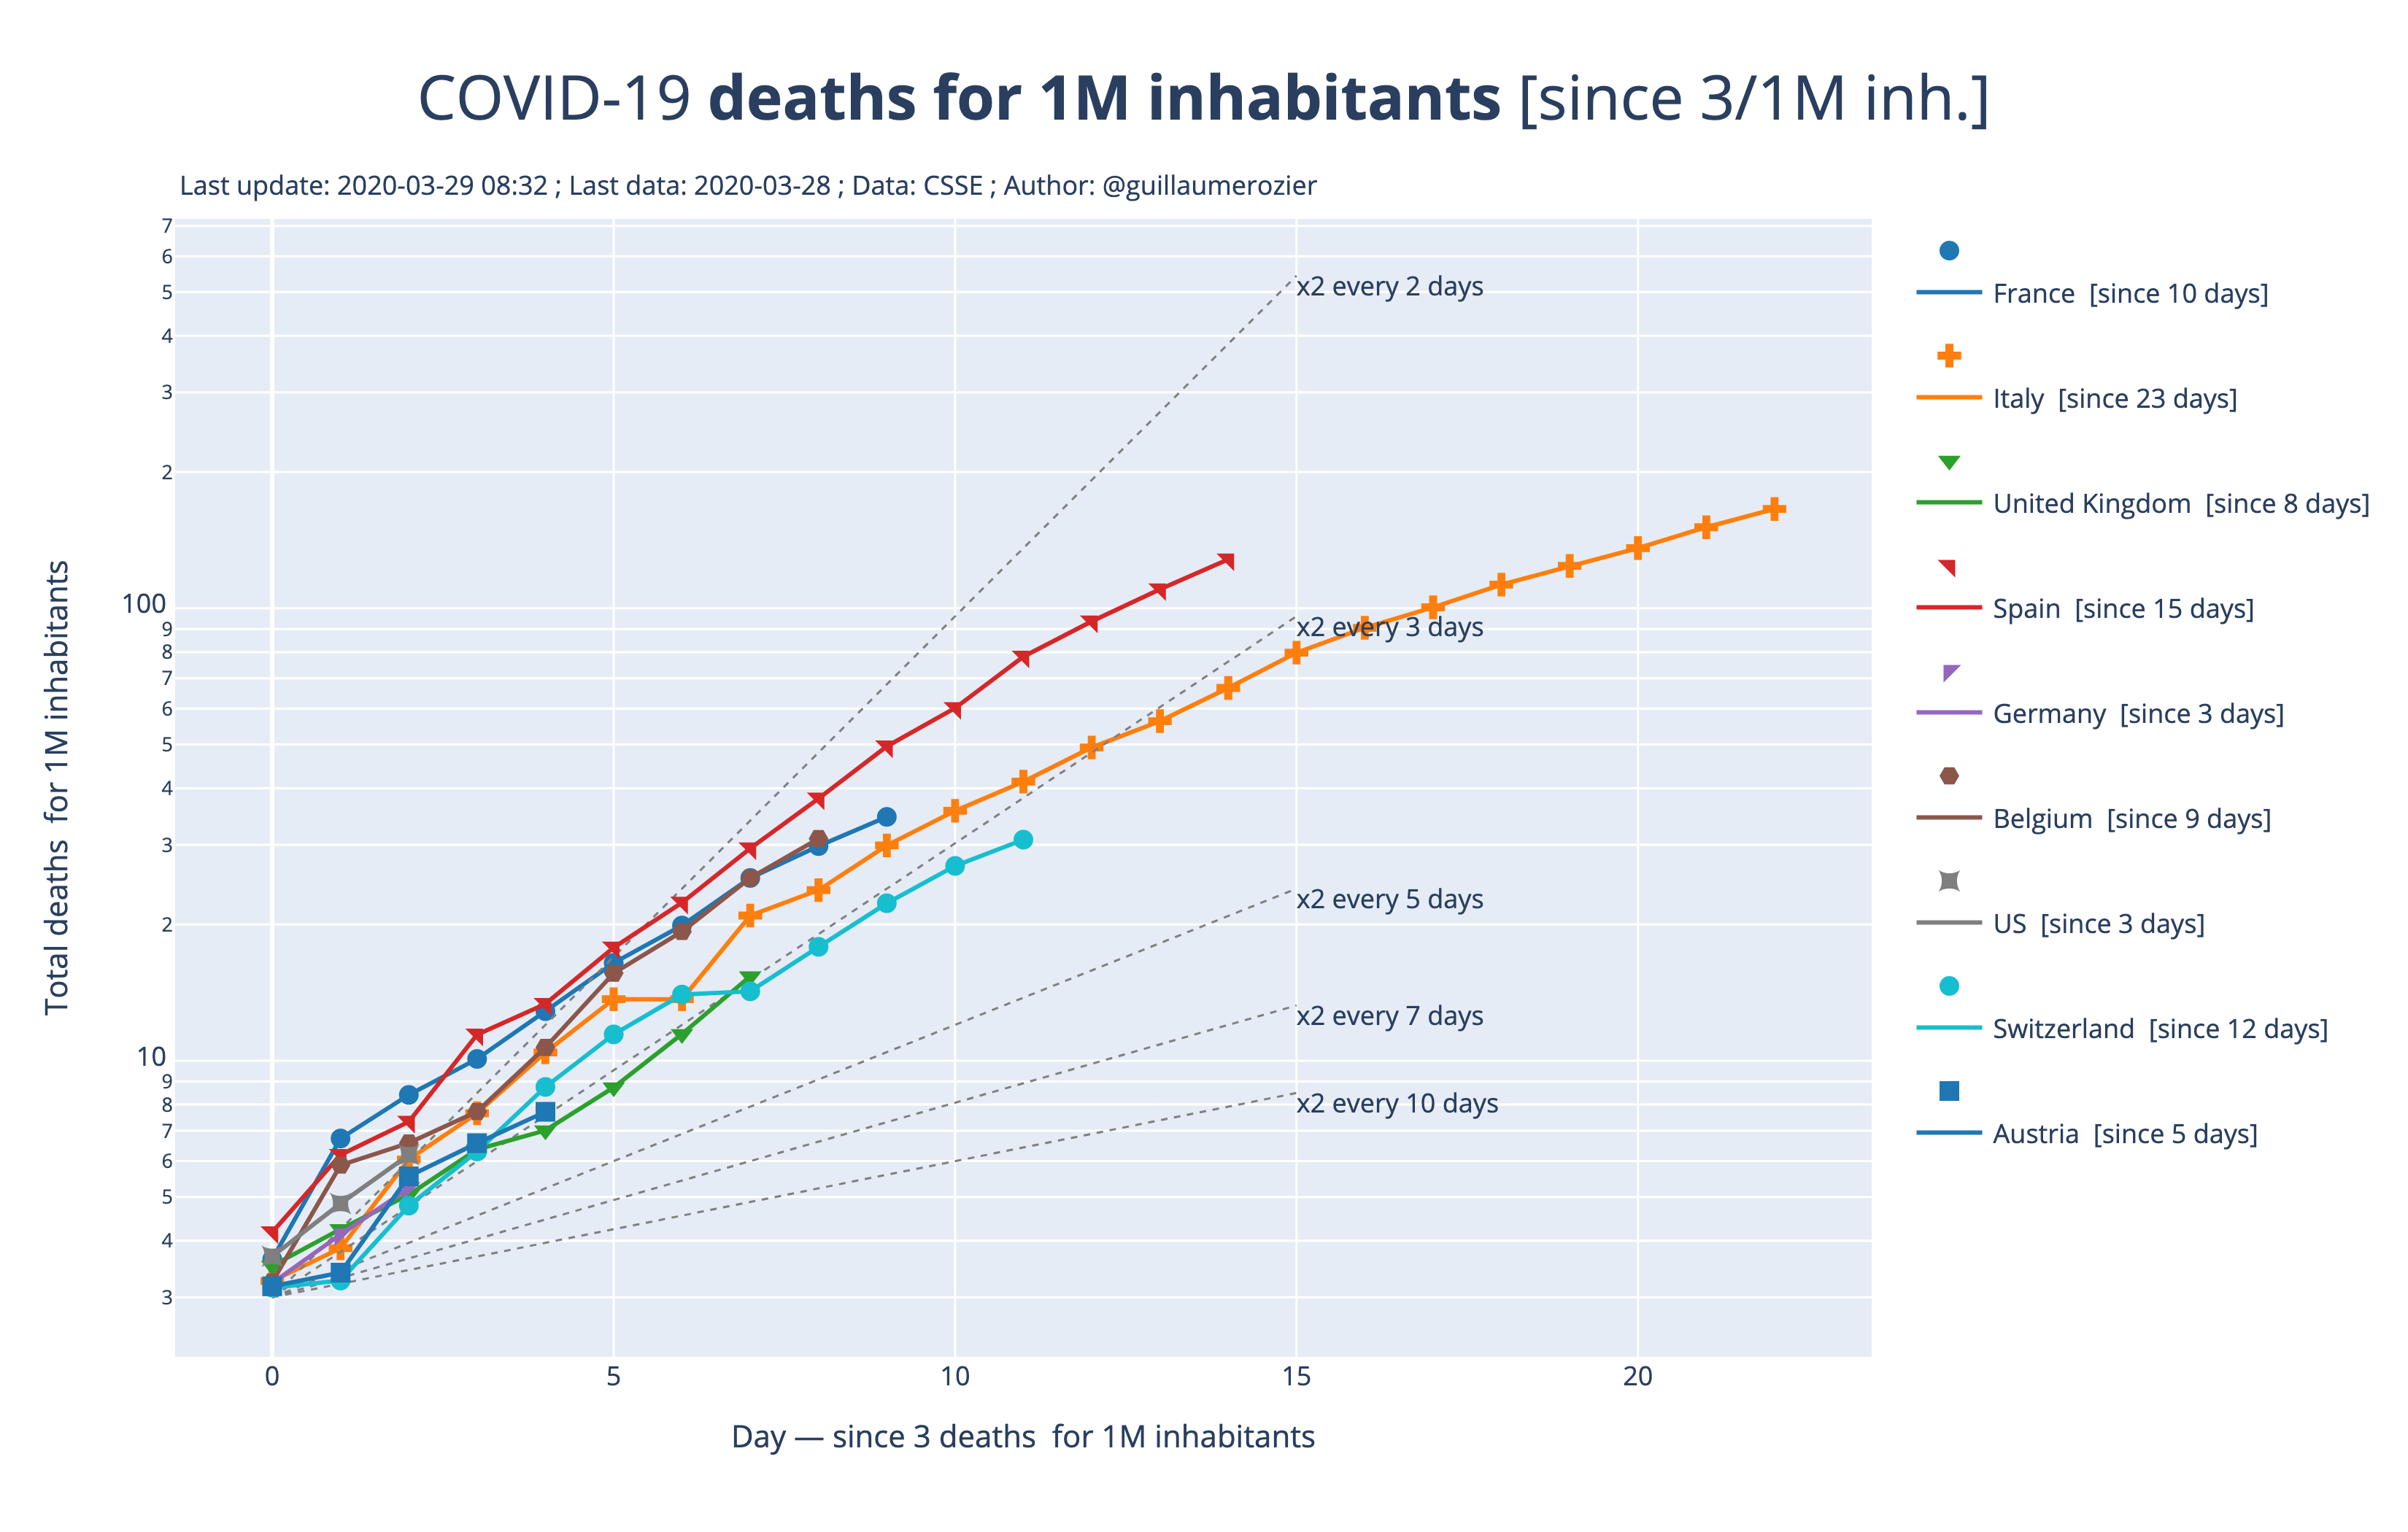 COVID-19 deaths for 1M inhabitants [since 3/1M inh.]
Last update: 2020-03-29 08:32 ; Last data: 2020-03-28 ; Data: CSSE ; Author: @guillaumerozier
Total deaths for 1M inhabitants
7
6
5
4
3
2
100
9
8
7
6
5
4
3
2
10
9
8
7
6
5
4
3
x2 every 2 days
x2 every 3 days
x2 every 5 days
x2 every 7 days
x2 every 10 days
0 5 10 15 20
Day — since 3 deaths for 1M inhabitants
France [since 10 days]
Italy [since 23 days]
United Kingdom [since 8 days]
Spain [since 15 days]
Germany [since 3 days]
Belgium [since 9 days]
US [since 3 days]
Switzerland [since 12 days]
Austria [since 5 days]